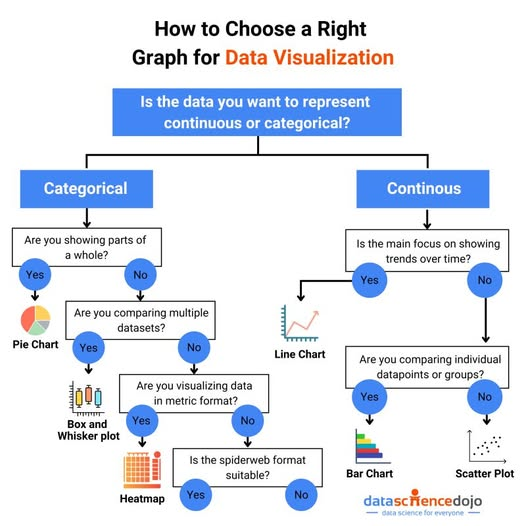 How to Choose a Right
Graph for Data Visualization
Is the data you want to represent
continuous or categorical?
Categorical
Continous
Are you showing parts of
a whole?
Is the main focus on showing
trends over time?
Yes
No
Yes
No
Pie Chart
Are you comparing multiple
datasets?
Line Chart
Yes
No
Are you comparing individual
datapoints or groups?
Box and
Whisker plot
Are you visualizing data
in metric format?
Yes
No
Yes
No
Heatmap
Is the spiderweb format
suitable?
Bar Chart
Scatter Plot
Yes
No
datasciencedojo
data science for everyone